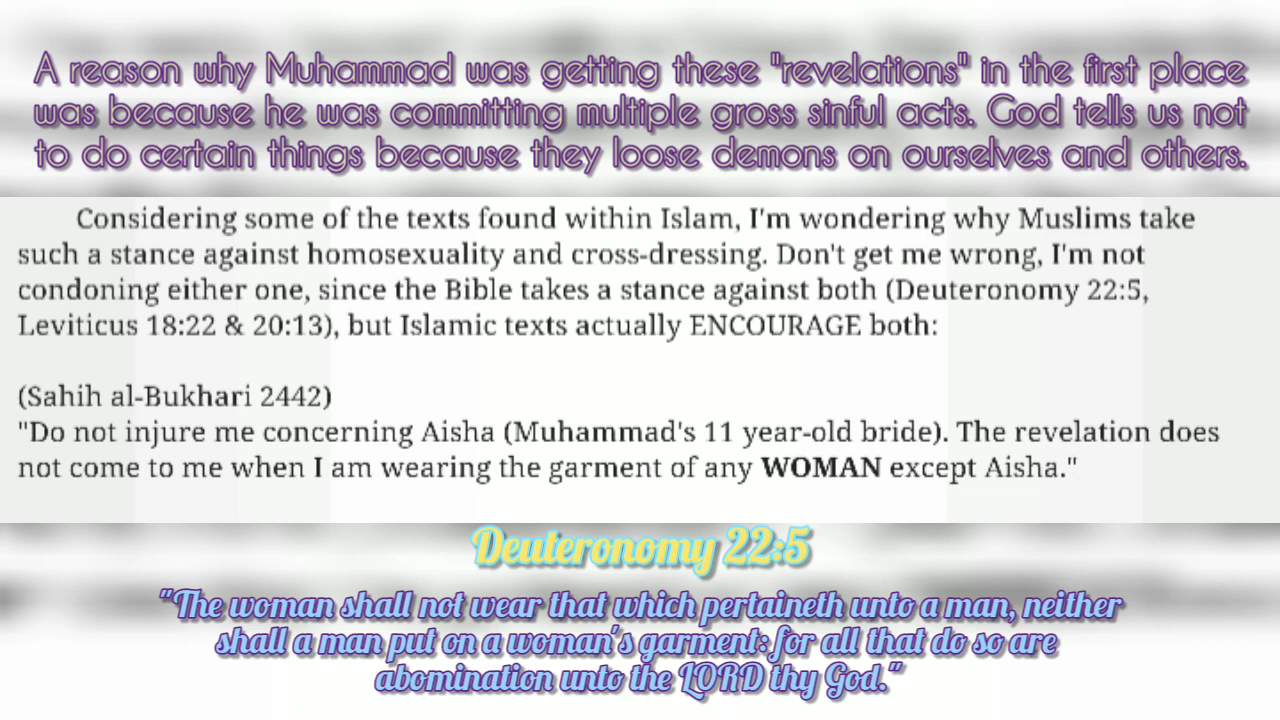 A reason why Muhammad was getting these "revelations" in the first place
was because he was committing multiple gross sinful acts. God tells us not
to do certain things because they loose demons on ourselves and others.
Considering some of the texts found within Islam, I'm wondering why Muslims take
such a stance against homosexuality and cross-dressing. Don't get me wrong, I'm not
condoning either one, since the Bible takes a stance against both (Deuteronomy 22:5,
Leviticus 18:22 & 20:13), but Islamic texts actually ENCOURAGE both:
(Sahih al-Bukhari 2442)
"Do not injure me concerning Aisha (Muhammad's 11 year-old bride). The revelation does
not come to me when I am wearing the garment of any WOMAN except Aisha."
Deuteronomy 22:5
"The woman shall not wear that which pertaineth unto a man, neither
shall a man put on a woman's garment: for all that do so are
abomination unto the LORD thy God."